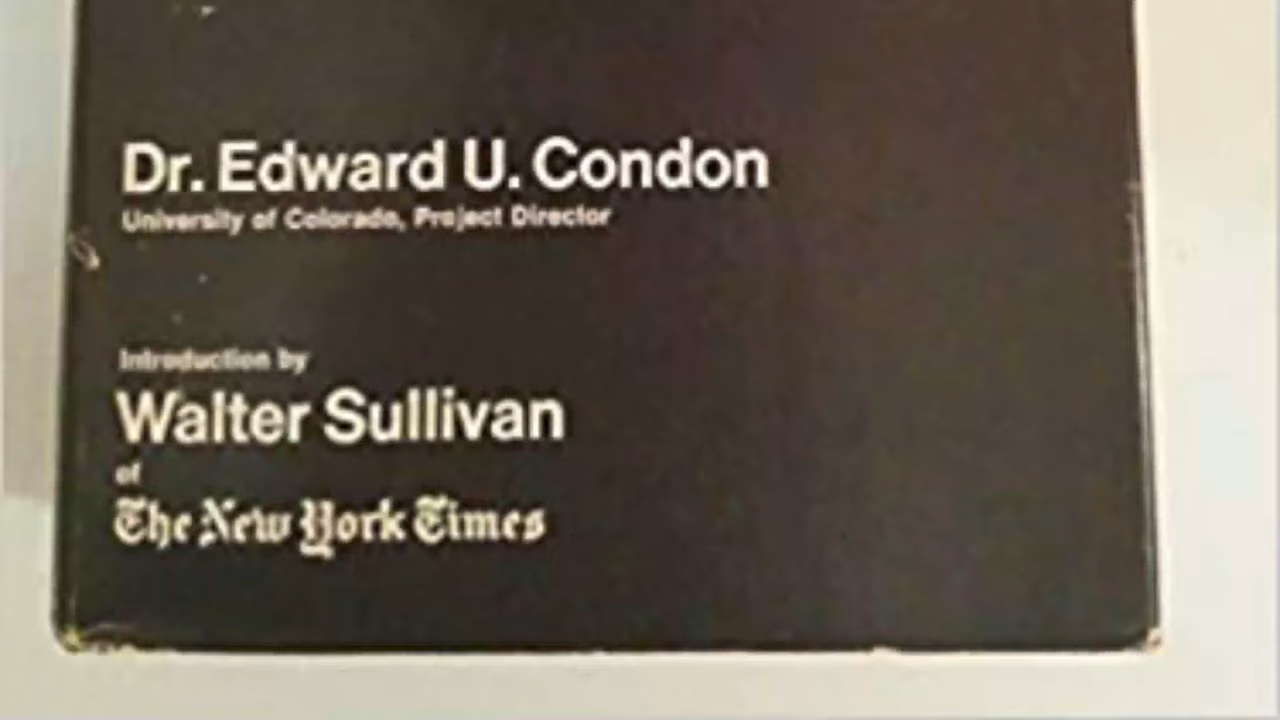 Dr. Edward U. Condon
University of Colorado, Project Director
Introduction by
Walter Sullivan
of
The New York Times